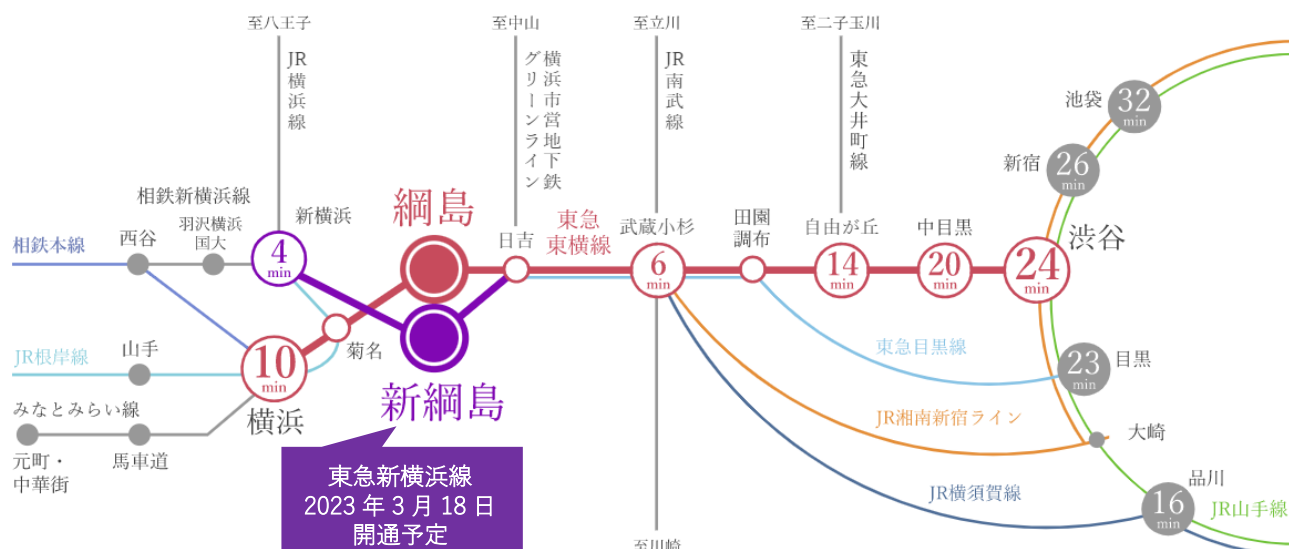 至八王子
JR横浜線
至中山
横浜市営地下鉄
グリーンライン
至立川
JR南武線
至二子玉川
東急大井町線
池袋
32
min
新宿
26
min
相鉄新横浜線
羽沢横浜
国大
新横浜
4
min
西谷
相鉄本線
綱島
日吉
東急
東横線
武蔵小杉
6
min
田園
調布
自由が丘
14
min
中目黒
20
min
渋谷
24
min
JR根岸線
山手
10
min
横浜
菊名
新綱島
みなとみらい線
元町・
中華街
馬車道
東急新横浜線
2023年3月18日
開通予定
東急目黒線
23
min
目黒
JR湘南新宿ライン
大崎
JR横須賀線
品川
16
min
JR山手線
至川崎